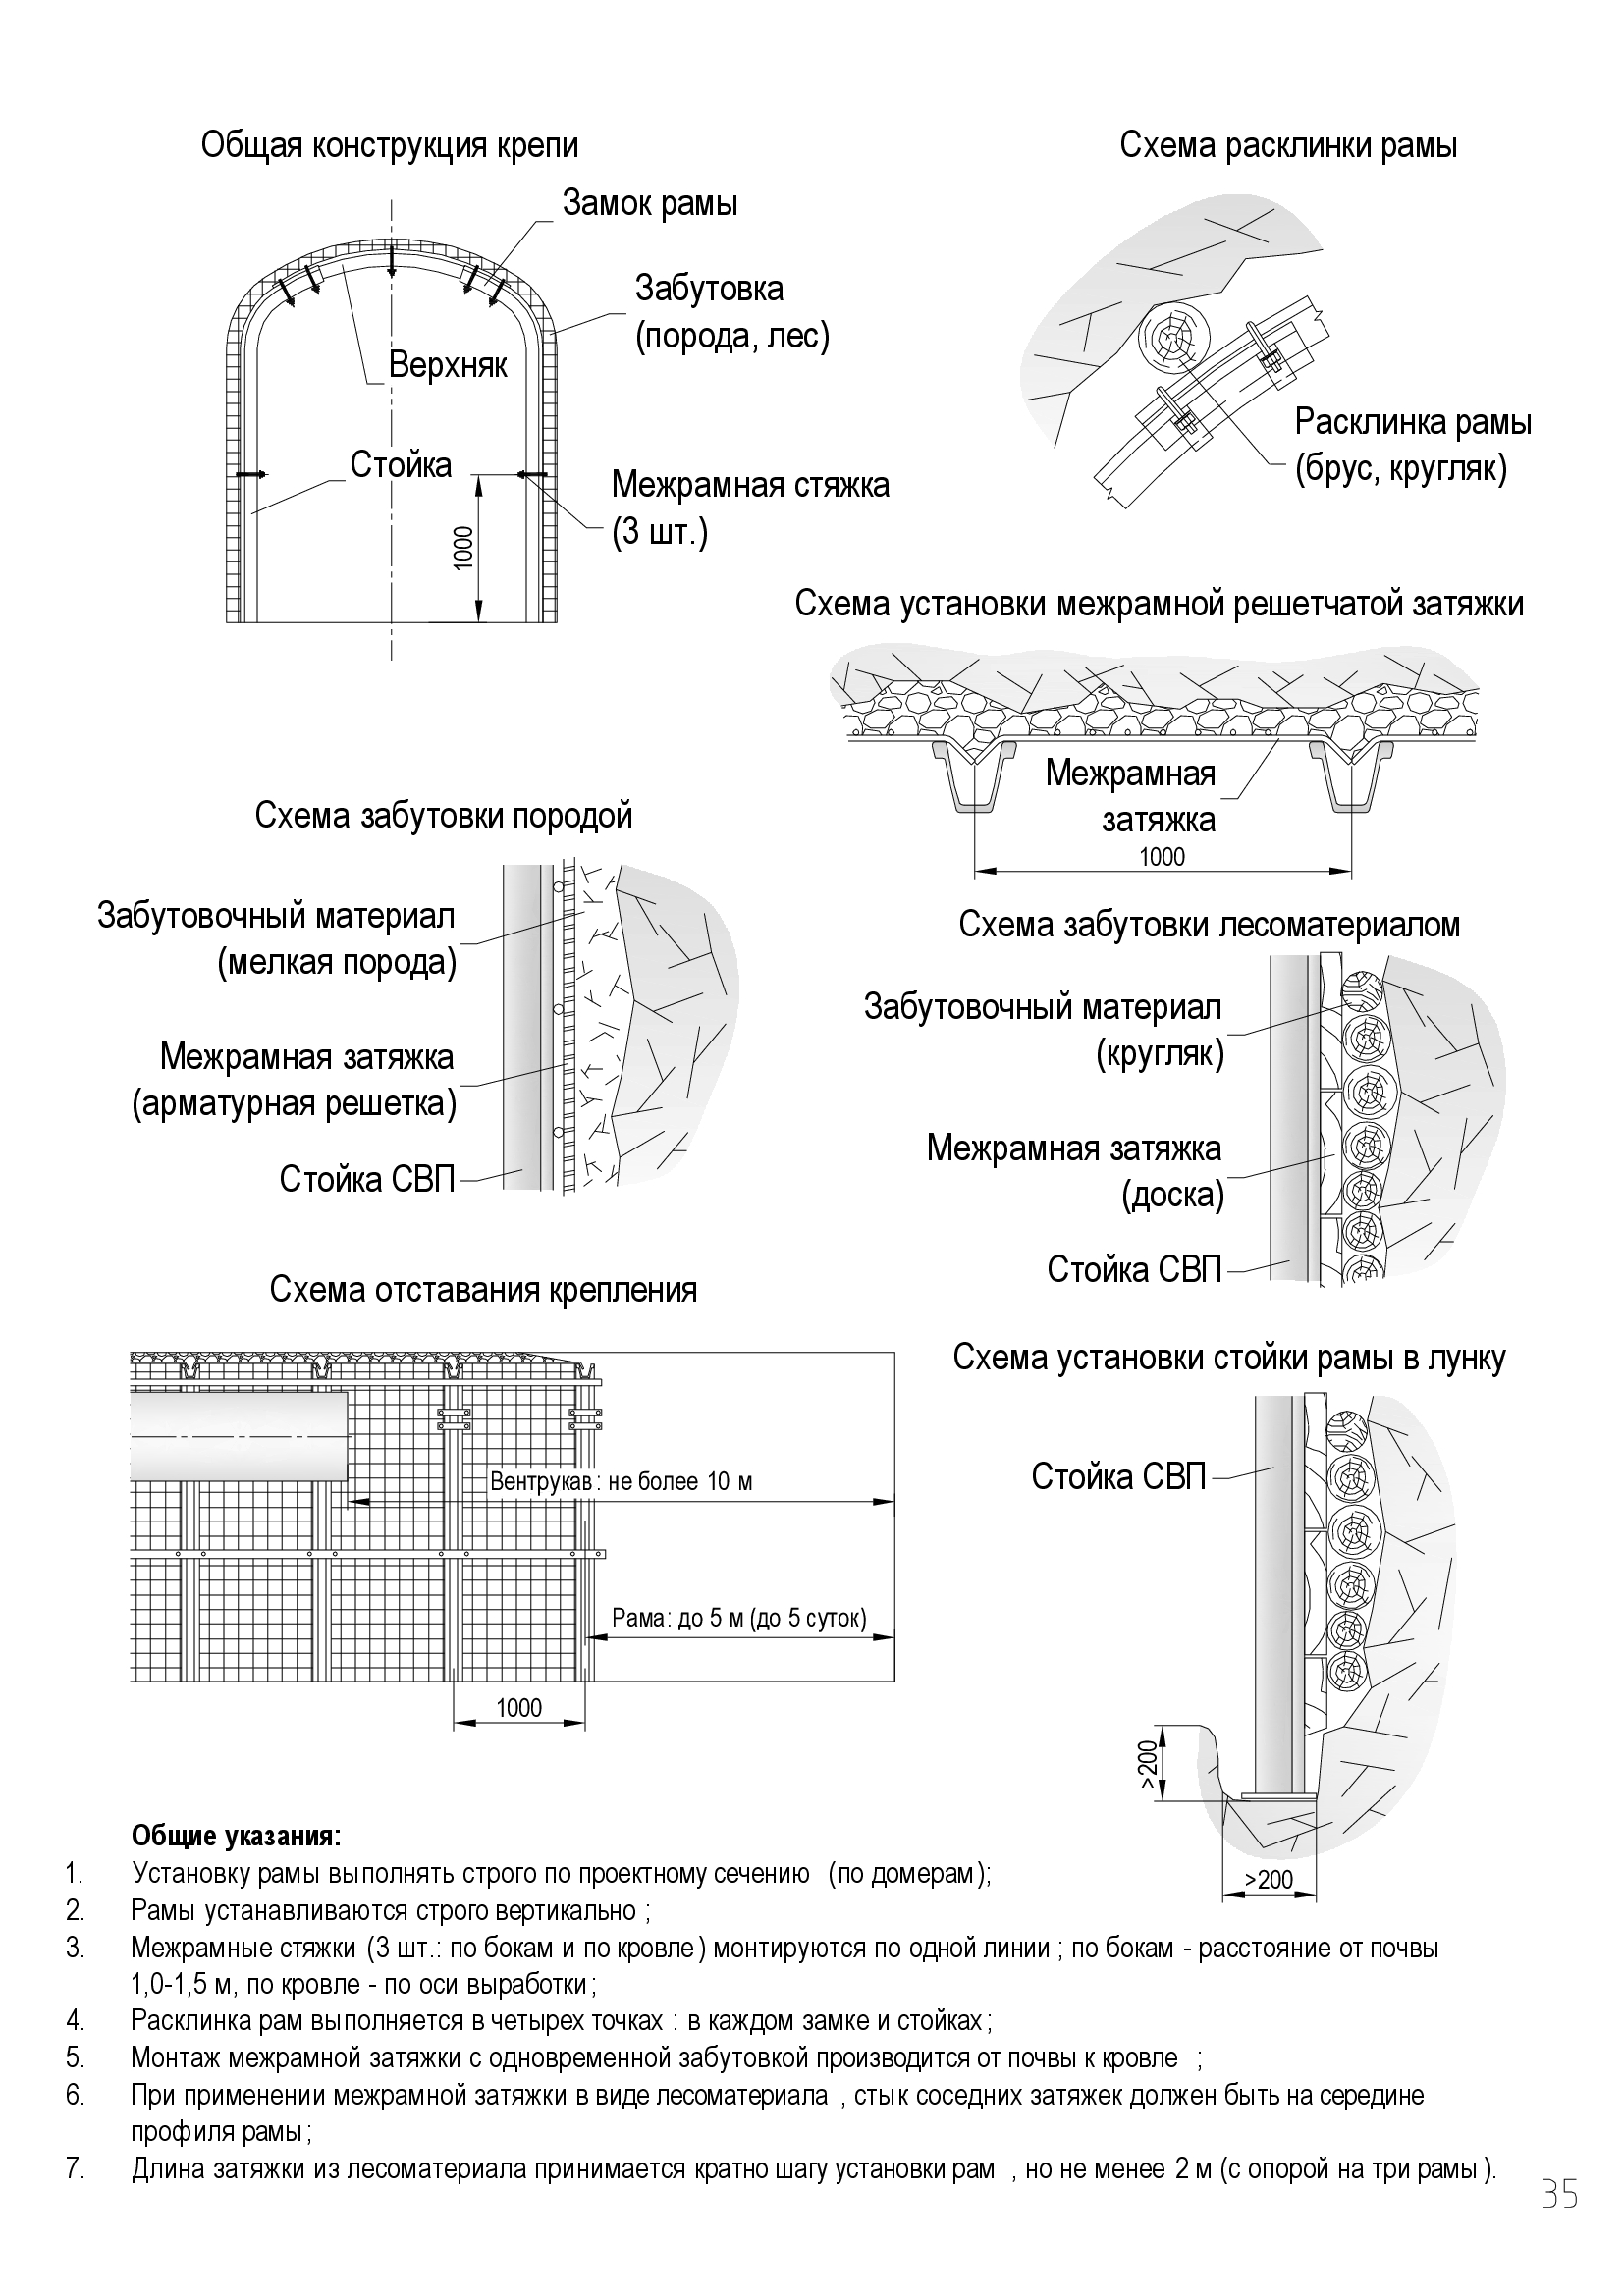 Общая конструкция крепи
Замок рамы
Забутовка
(порода, лес)
Верхняк
Стойка
Межрамная стяжка
(3 шт.)
1000
Схема расклинки рамы
Расклинка рамы
(брус, кругляк)
Схема установки межрамной решетчатой затяжки
Межрамная
затяжка
1000
Схема забутовки породой
Забутовочный материал
(мелкая порода)
Межрамная затяжка
(арматурная решетка)
Стойка СВП
Схема забутовки лесоматериалом
Забутовочный материал
(кругляк)
Межрамная затяжка
(доска)
Стойка СВП
Схема отставания крепления
Вентрукав: не более 10 м
Рама: до 5 м (до 5 суток)
1000
Схема установки стойки рамы в лунку
Стойка СВП
>200
>200
Общие указания:
1. Установку рамы выполнять строго по проектному сечению (по домерам);
2. Рамы устанавливаются строго вертикально;
3. Межрамные стяжки (3 шт.: по бокам и по кровле) монтируются по одной линии; по бокам - расстояние от почвы
1,0-1,5 м, по кровле - по оси выработки;
4. Расклинка рам выполняется в четырех точках: в каждом замке и стойках;
5. Монтаж межрамной затяжки с одновременной забутовкой производится от почвы к кровле;
6. При применении межрамной затяжки в виде лесоматериала, стык соседних затяжек должен быть на середине
профиля рамы;
7. Длина затяжки из лесоматериала принимается кратно шагу установки рам, но не менее 2 м (с опорой на три рамы).
35